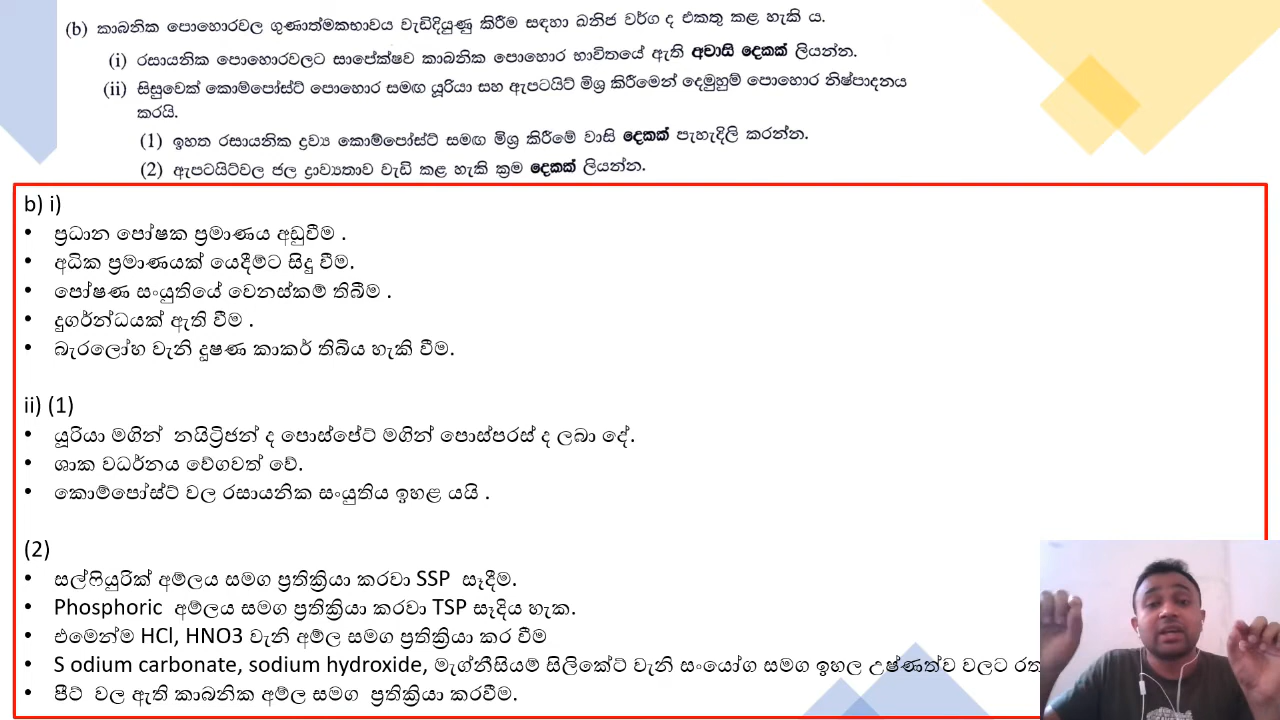 (b) කාබනික පොහොරවල ගුණාත්මකභාවය වැඩිදියුණු කිරීම සඳහා ඛනිජ වර්ග ද එකතු කළ හැකි ය.
(i) රසායනික පොහොරවලට සාපේක්ෂව කාබනික පොහොර භාවිතයේ ඇති අවාසි දෙකක් ලියන්න.
(ii) සිසුවෙක් කොම්පෝස්ට් පොහොර සමඟ යූරියා සහ ඇපටයිට් මිශ්‍ර කිරීමෙන් දෙමුහුම් පොහොර නිෂ්පාදනය
කරයි.
(1) ඉහත රසායනික ද්‍රව්‍ය කොම්පෝස්ට් සමඟ මිශ්‍ර කිරීමේ වාසි දෙකක් පැහැදිලි කරන්න.
(2) ඇපටයිට්වල ජල ද්‍රාව්‍යතාව වැඩි කළ හැකි ක්‍රම දෙකක් ලියන්න.
b) i)
• ප්‍රධාන පෝෂක ප්‍රමාණය අඩුවීම .
• අධික ප්‍රමාණයක් යෙදීමට සිදු වීම.
• පෝෂණ සංයුතියේ වෙනස්කම් තිබීම .
• දුගර්න්ධයක් ඇති වීම .
• බැරලෝහ වැනි දූෂණ කාකර් තිබිය හැකි වීම.
ii) (1)
• යූරියා මගින් නයිට්‍රිජන් ද පොස්පේට් මගින් පොස්පරස් ද ලබා දේ.
• ශාක වධර්නය වේගවත් වේ.
• කොම්පෝස්ට් වල රසායනික සංයුතිය ඉහළ යයි .
(2)
• සල්ෆියුරික් අම්ලය සමග ප්‍රතික්‍රියා කරවා SSP සෑදීම.
• Phosphoric අම්ලය සමග ප්‍රතික්‍රියා කරවා TSP සෑදිය හැක.
• එමෙන්ම HCl, HNO3 වැනි අම්ල සමග ප්‍රතික්‍රියා කර වීම
• S odium carbonate, sodium hydroxide, මැග්නීසියම් සිලිකේට් වැනි සංයෝග සමග ඉහල උෂ්ණත්ව වලට
• පීට් වල ඇති කාබනික අම්ල සමග ප්‍රතික්‍රියා කරවීම.